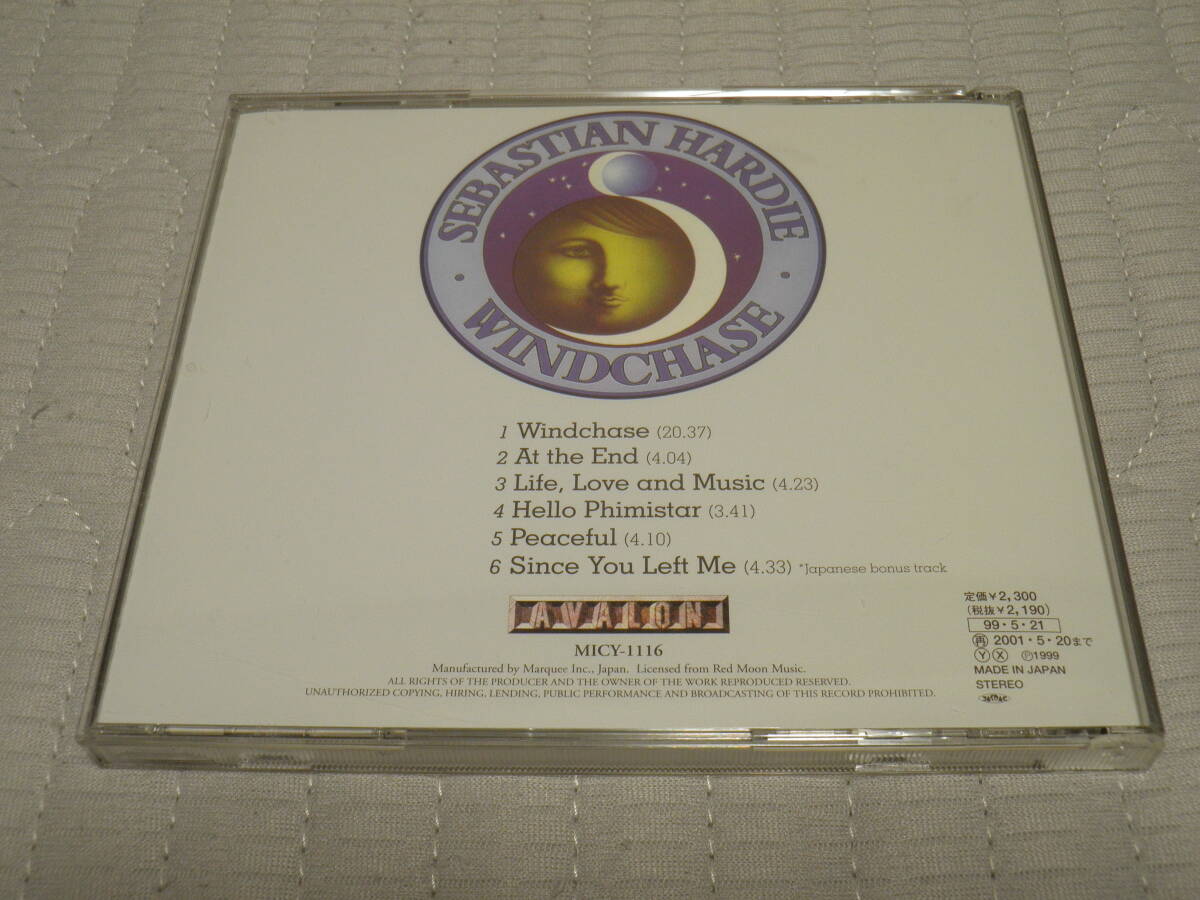 SEBASTIAN HARDIE
• WINDCHASE •
1 Windchase (20.37)
2 At the End (4.04)
3 Life, Love and Music (4.23)
4 Hello Phimistar (3.41)
5 Peaceful (4.10)
6 Since You Left Me (4.33) *Japanese bonus track
AVALON
MICY-1116
Manufactured by Marquee Inc., Japan. Licensed from Red Moon Music.
ALL RIGHTS OF THE PRODUCER AND THE OWNER OF THE WORK REPRODUCED RESERVED.
UNAUTHORIZED COPYING, HIRING, LENDING, PUBLIC PERFORMANCE AND BROADCASTING OF THIS RECORD PROHIBITED.
定価¥2,300
(税抜¥2,190)
99・5・21
再 2001・5・20まで
Ⓨ Ⓧ ℗1999
MADE IN JAPAN
STEREO
JASRAC